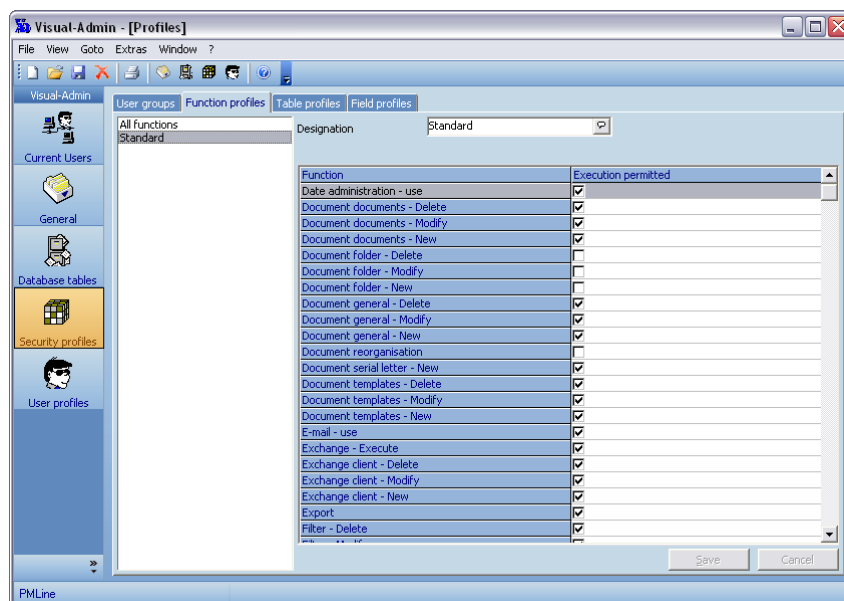 Visual-Admin - [Profiles]
File View Goto Extras Window ?
Visual-Admin
Current Users
General
Database tables
Security profiles
User profiles
User groups Function profiles Table profiles Field profiles
All functions
Standard
Designation Standard
Function Execution permitted
Date administration - use
Document documents - Delete
Document documents - Modify
Document documents - New
Document folder - Delete
Document folder - Modify
Document folder - New
Document general - Delete
Document general - Modify
Document general - New
Document reorganisation
Document serial letter - New
Document templates - Delete
Document templates - Modify
Document templates - New
E-mail - use
Exchange - Execute
Exchange client - Delete
Exchange client - Modify
Exchange client - New
Export
Filter - Delete
Save Cancel
PMLine